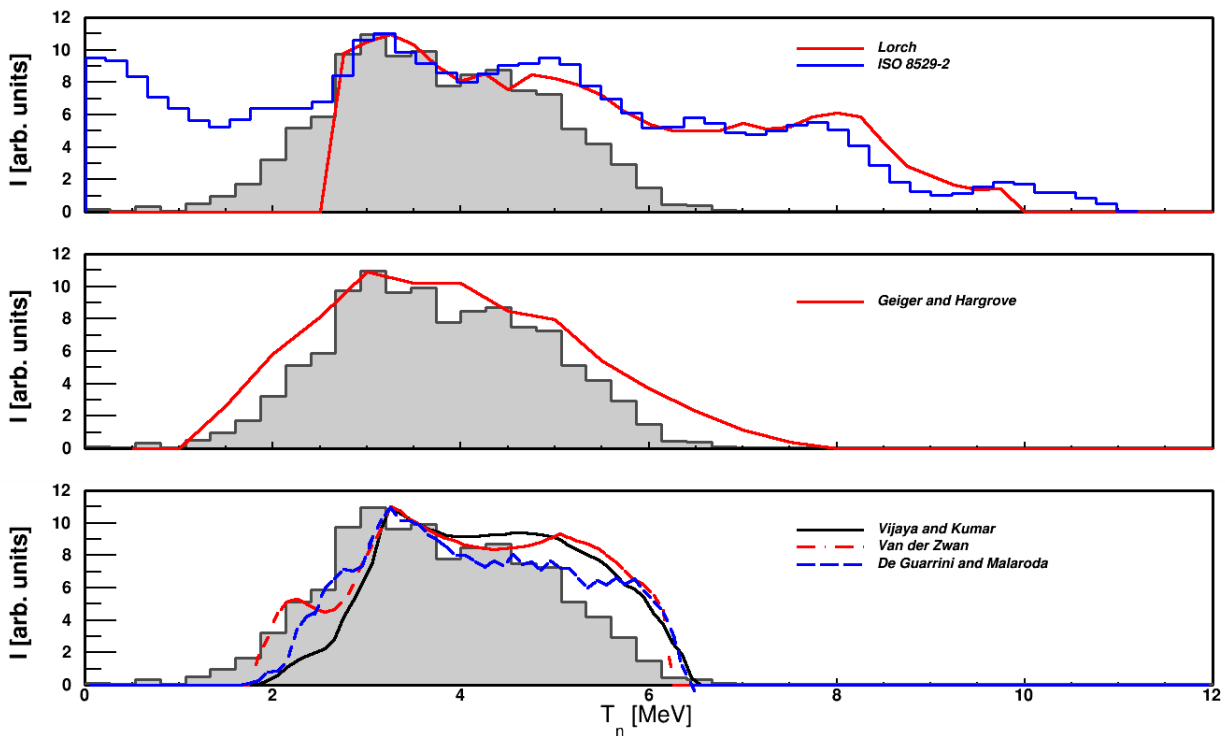 12
10
8
6
4
2
0
I [arb. units]
Lorch
ISO 8529-2
12
10
8
6
4
2
0
I [arb. units]
Geiger and Hargrove
12
10
8
6
4
2
0
I [arb. units]
Vijaya and Kumar
Van der Zwan
De Guarrini and Malaroda
0 2 4 6 8 10 12
T_n [MeV]